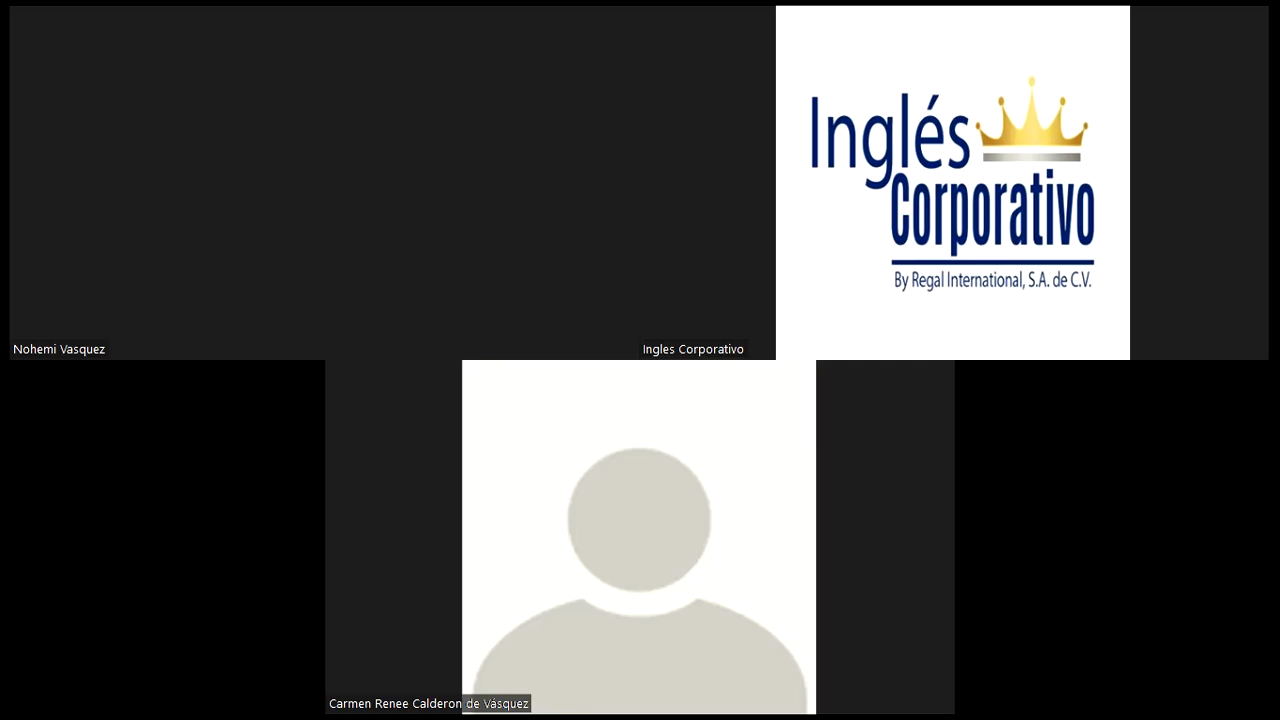 Inglés
Corporativo
By Regal International, S.A. de C.V.
Nohemi Vasquez
Ingles Corporativo
Carmen Renee Calderon de Vásquez